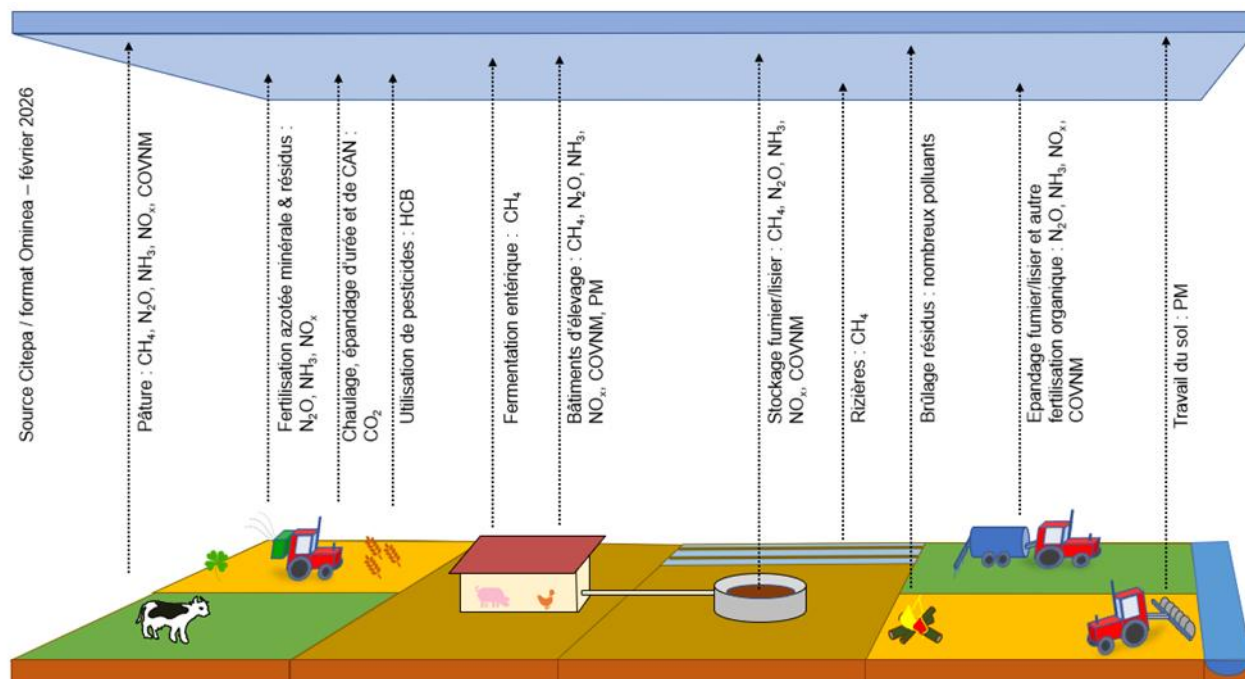 Source Citepa / format Ominea – février 2026
Pâture : CH₄, N₂O, NH₃, NOₓ, COVNM
Fertilisation azotée minérale & résidus :
N₂O, NH₃, NOₓ
Chaulage, épandage d'urée et de CAN :
CO₂
Utilisation de pesticides : HCB
Fermentation entérique : CH₄
Bâtiments d'élevage : CH₄, N₂O, NH₃,
NOₓ, COVNM, PM
Stockage fumier/lisier : CH₄, N₂O, NH₃,
NOₓ, COVNM
Rizières : CH₄
Brûlage résidus : nombreux polluants
Epandage fumier/lisier et autre
fertilisation organique : N₂O, NH₃, NOₓ,
COVNM
Travail du sol : PM